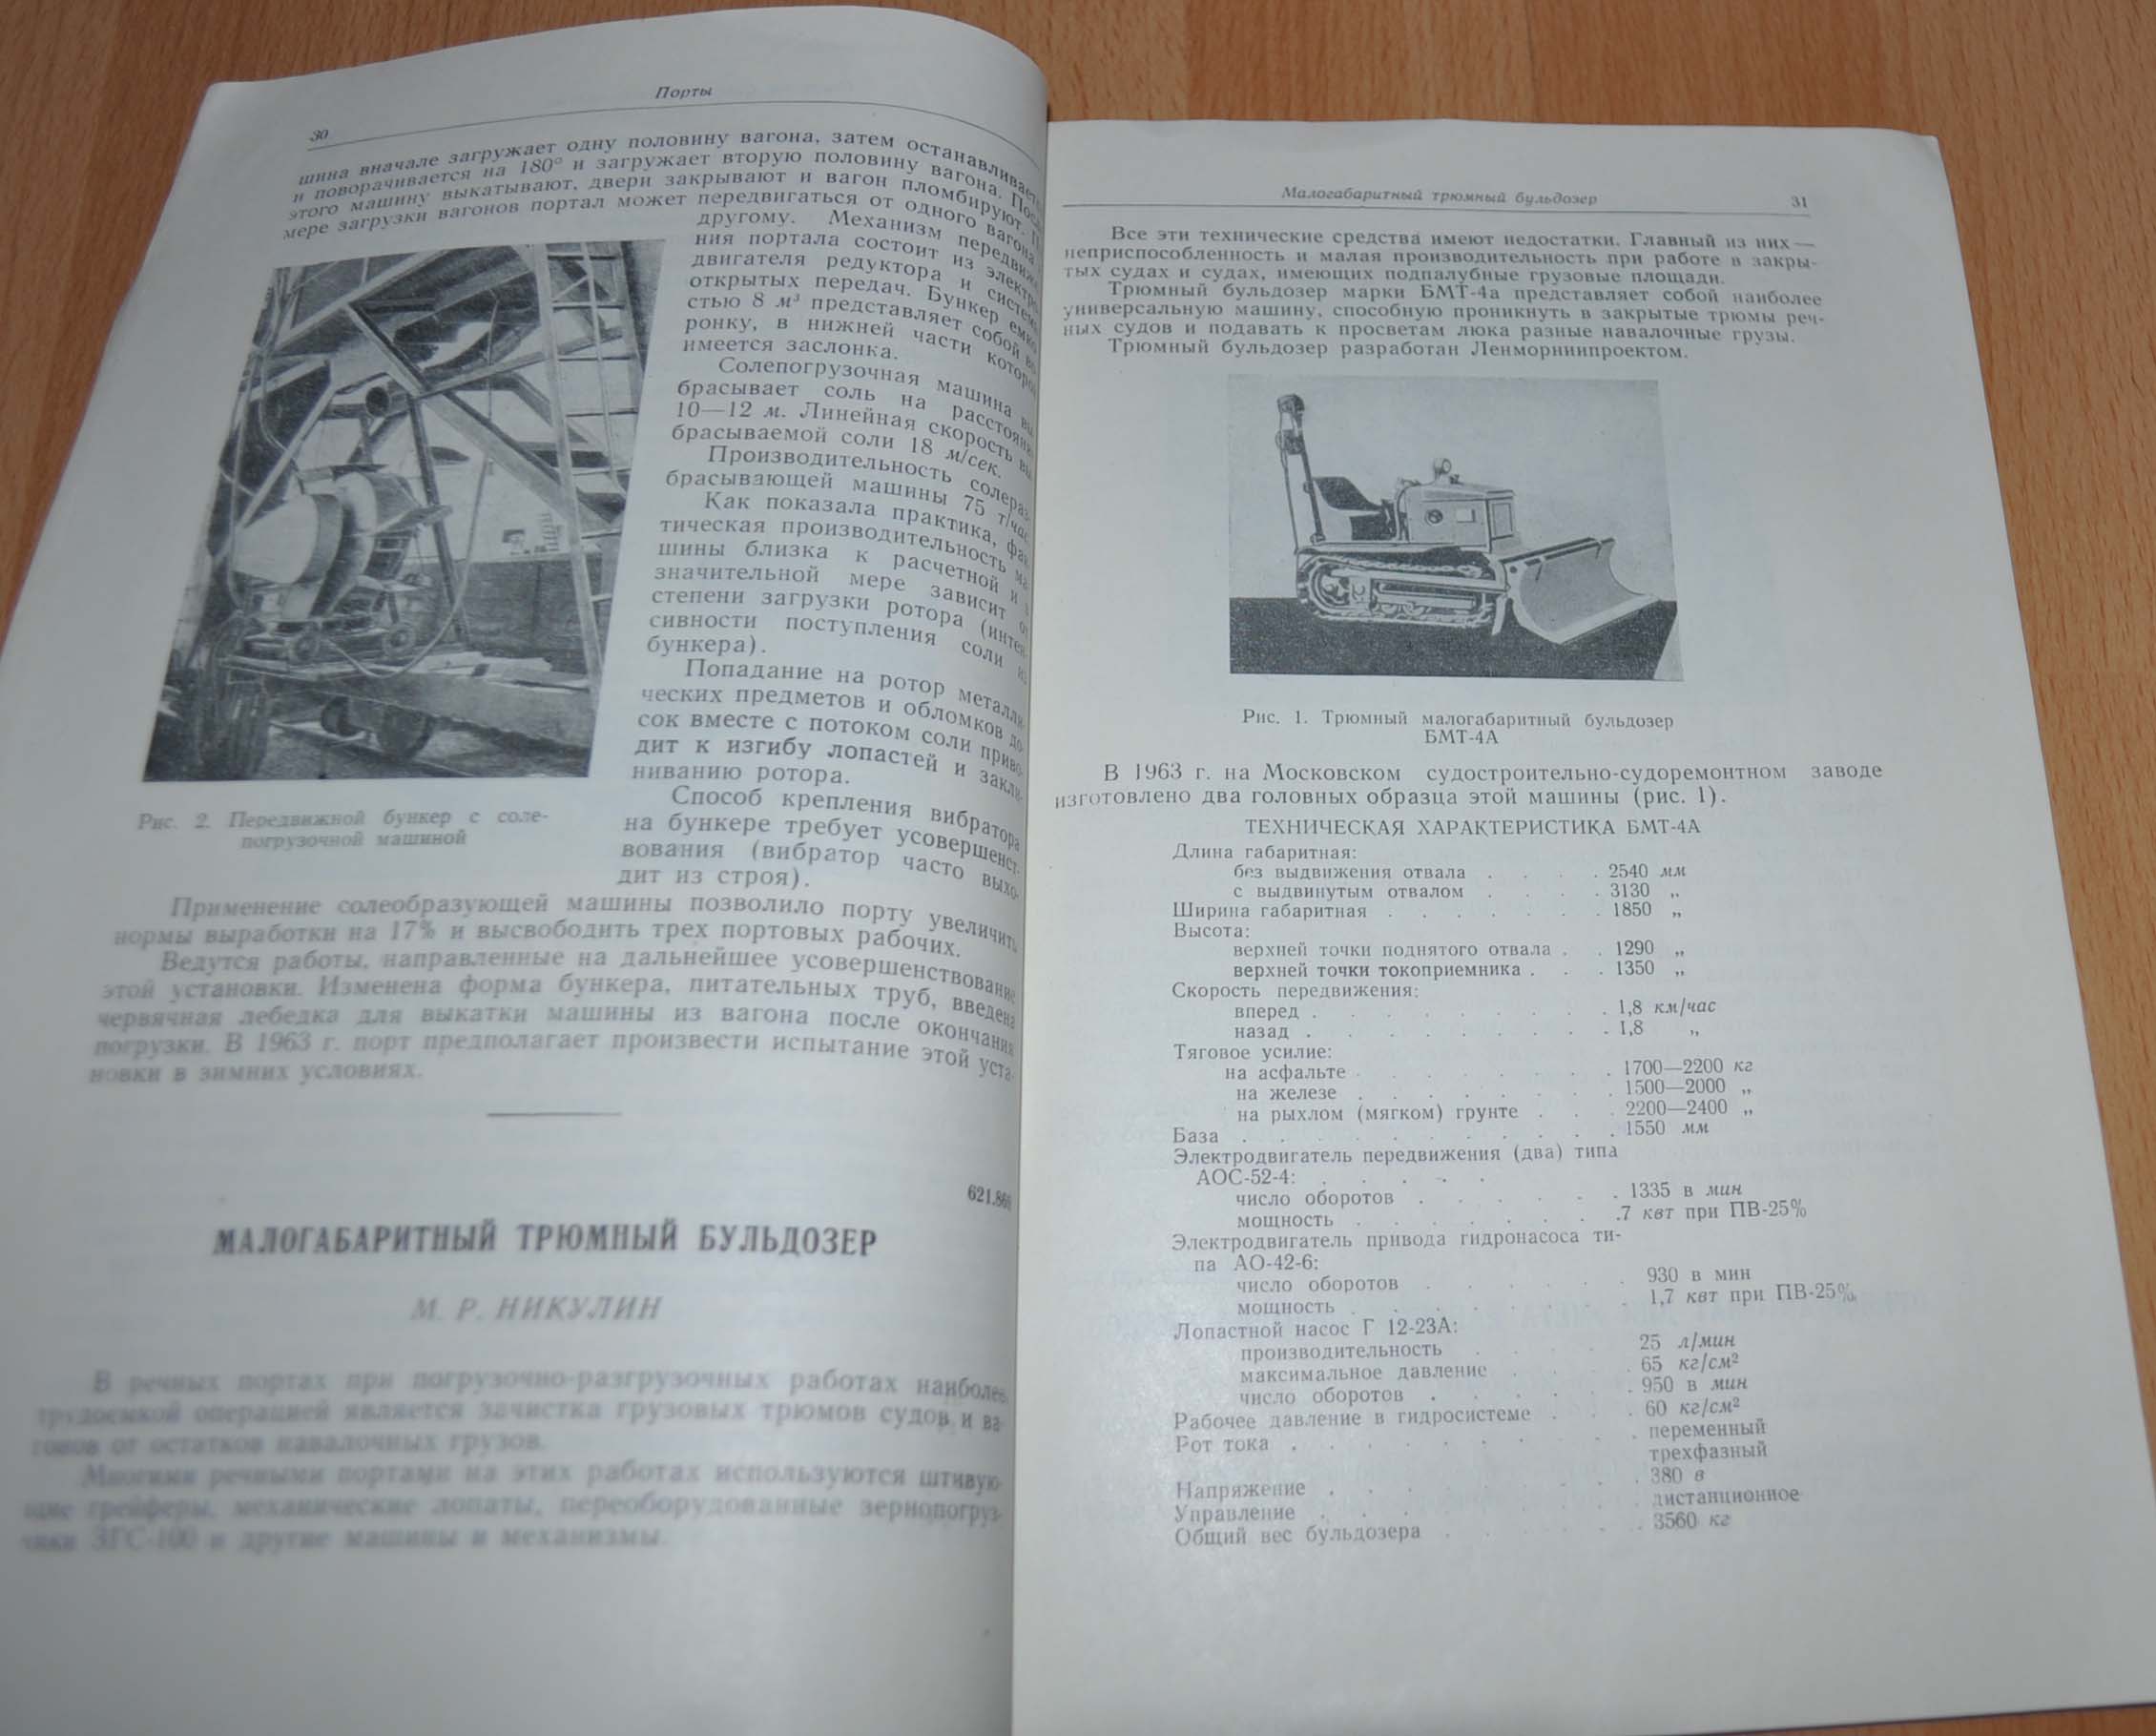 30
Порты
шина вначале загружает одну половину вагона, затем останавливает
и поворачивается на 180° и загружает вторую половину вагона. После
этого машину выкатывают, двери закрывают и вагон пломбируют. П
мере загрузки вагонов портал может передвигаться от одного вагона
другому. Механизм передвиже
ния портала состоит из электро
двигателя редуктора и систем
открытых передач. Бункер емко
стью 8 м³ представляет собой во
ронку, в нижней части которо
имеется заслонка.
Солепогрузочная машина вы
брасывает соль на расстояни
10—12 м. Линейная скорость вы
брасываемой соли 18 м/сек.
Производительность солераз
брасывающей машины 75 т/час
Как показала практика, фак
тическая производительность ма
шины близка к расчетной и в
значительной мере зависит от
степени загрузки ротора (интен
сивности поступления соли из
бункера).
Попадание на ротор металли-
ческих предметов и обломков до-
сок вместе с потоком соли приво-
дит к изгибу лопастей и закли-
ниванию ротора.
Способ крепления вибратора
на бункере требует усовершенст-
вования (вибратор часто выхо-
дит из строя).
Рис. 2. Передвижной бункер с соле-
погрузочной машиной
Применение солеобразующей машины позволило порту увеличить
нормы выработки на 17% и высвободить трех портовых рабочих.
Ведутся работы, направленные на дальнейшее усовершенствование
этой установки. Изменена форма бункера, питательных труб, введена
червячная лебедка для выкатки машины из вагона после окончания
погрузки. В 1963 г. порт предполагает произвести испытание этой уста-
новки в зимних условиях.
621.86
МАЛОГАБАРИТНЫЙ ТРЮМНЫЙ БУЛЬДОЗЕР
М. Р. НИКУЛИН
В речных портах при погрузочно-разгрузочных работах наиболее
трудоемкой операцией является зачистка грузовых трюмов судов и ва-
гонов от остатков навалочных грузов.
Многими речными портами на этих работах используются штивую-
щие грейферы, механические лопаты, переоборудованные зернопогруз-
чики ЗГС-100 и другие машины и механизмы.
Малогабаритный трюмный бульдозер
31
Все эти технические средства имеют недостатки. Главный из них —
неприспособленность и малая производительность при работе в закры-
тых судах и судах, имеющих подпалубные грузовые площади.
Трюмный бульдозер марки БМТ-4а представляет собой наиболее
универсальную машину, способную проникнуть в закрытые трюмы реч-
ных судов и подавать к просветам люка разные навалочные грузы.
Трюмный бульдозер разработан Ленморниипроектом.
Рис. 1. Трюмный малогабаритный бульдозер
БМТ-4А
В 1963 г. на Московском судостроительно-судоремонтном заводе
изготовлено два головных образца этой машины (рис. 1).
ТЕХНИЧЕСКАЯ ХАРАКТЕРИСТИКА БМТ-4А
Длина габаритная:
без выдвижения отвала . . . . 2540 мм
с выдвинутым отвалом . . . . 3130 „
Ширина габаритная . . . . . . 1850 „
Высота:
верхней точки поднятого отвала . . 1290 „
верхней точки токоприемника . . . 1350 „
Скорость передвижения:
вперед . . . . . . . . 1,8 км/час
назад . . . . . . . . 1,8 „
Тяговое усилие:
на асфальте . . . . . . . 1700—2200 кг
на железе . . . . . . . 1500—2000 „
на рыхлом (мягком) грунте . . . 2200—2400 „
База . . . . . . . . . . 1550 мм
Электродвигатель передвижения (два) типа
АОС-52-4: . . . . .
число оборотов . . . . . . 1335 в мин
мощность . . . . . . . .7 квт при ПВ-25%
Электродвигатель привода гидронасоса ти-
па АО-42-6:
число оборотов . . . . . . 930 в мин
мощность . . . . . . . 1,7 квт при ПВ-25%
Лопастной насос Г 12-23А:
производительность . . . . . 25 л/мин
максимальное давление . . . . 65 кг/см²
число оборотов . . . . . . 950 в мин
Рабочее давление в гидросистеме . . . 60 кг/см²
Рот тока . . . . . . . . . переменный
трехфазный
Напряжение . . . . . . . . 380 в
Управление . . . . . . . . дистанционное
Общий вес бульдозера . . . . . . 3560 кг